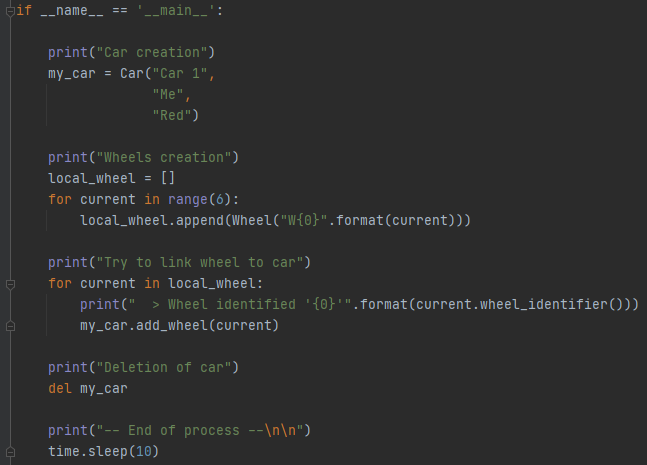 if __name__ == '__main__':
    print("Car creation")
    my_car = Car("Car 1",
                 "Me",
                 "Red")
    print("Wheels creation")
    local_wheel = []
    for current in range(6):
        local_wheel.append(Wheel("W{0}".format(current)))
    print("Try to link wheel to car")
    for current in local_wheel:
        print("  > Wheel identified '{0}'".format(current.wheel_identifier()))
        my_car.add_wheel(current)
    print("Deletion of car")
    del my_car
    print("-- End of process --\n\n")
    time.sleep(10)